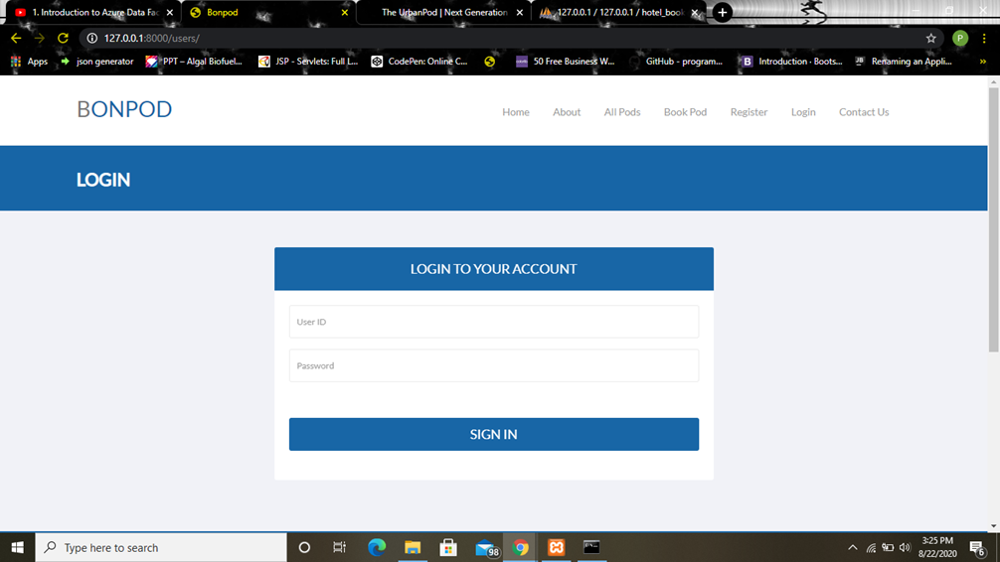 1. Introduction to Azure Data Fac
Bonpod
The UrbanPod | Next Generation
127.0.0.1 / 127.0.0.1 / hotel_book
127.0.0.1:8000/users/
P
Apps
json generator
PPT – Algal Biofuel...
JSP - Servlets: Full L...
CodePen: Online C...
50 Free Business W...
GitHub - program...
B Introduction · Boots...
JB Renaming an Appli...
BONPOD
Home About All Pods Book Pod Register Login Contact Us
LOGIN
LOGIN TO YOUR ACCOUNT
User ID
Password
SIGN IN
Type here to search
98
3:25 PM
8/22/2020
6